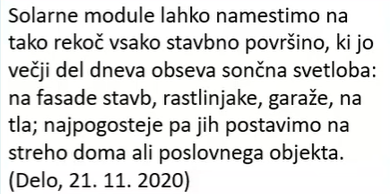 Solarne module lahko namestimo na
tako rekoč vsako stavbno površino, ki jo
večji del dneva obseva sončna svetloba:
na fasade stavb, rastlinjake, garaže, na
tla; najpogosteje pa jih postavimo na
streho doma ali poslovnega objekta.
(Delo, 21. 11. 2020)